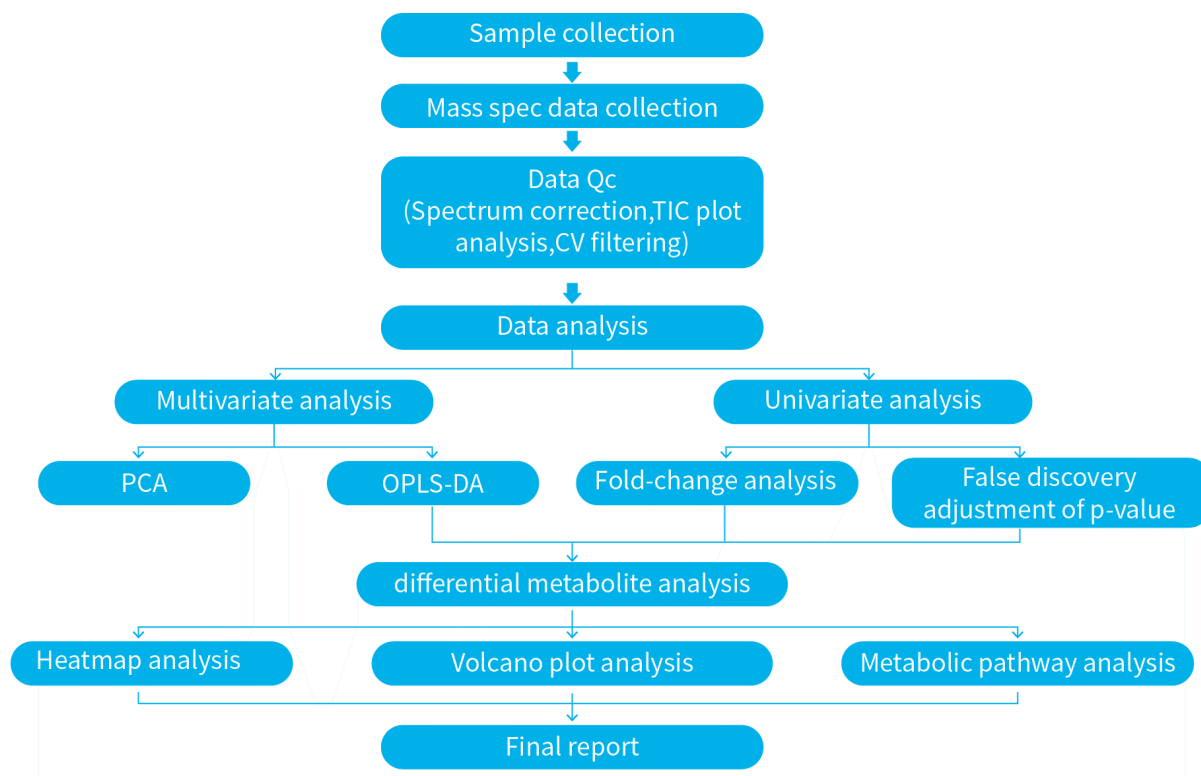 Sample collection
Mass spec data collection
Data Qc
(Spectrum correction,TIC plot
analysis,CV filtering)
Data analysis
Multivariate analysis
Univariate analysis
PCA
OPLS-DA
Fold-change analysis
False discovery
adjustment of p-value
differential metabolite analysis
Heatmap analysis
Volcano plot analysis
Metabolic pathway analysis
Final report